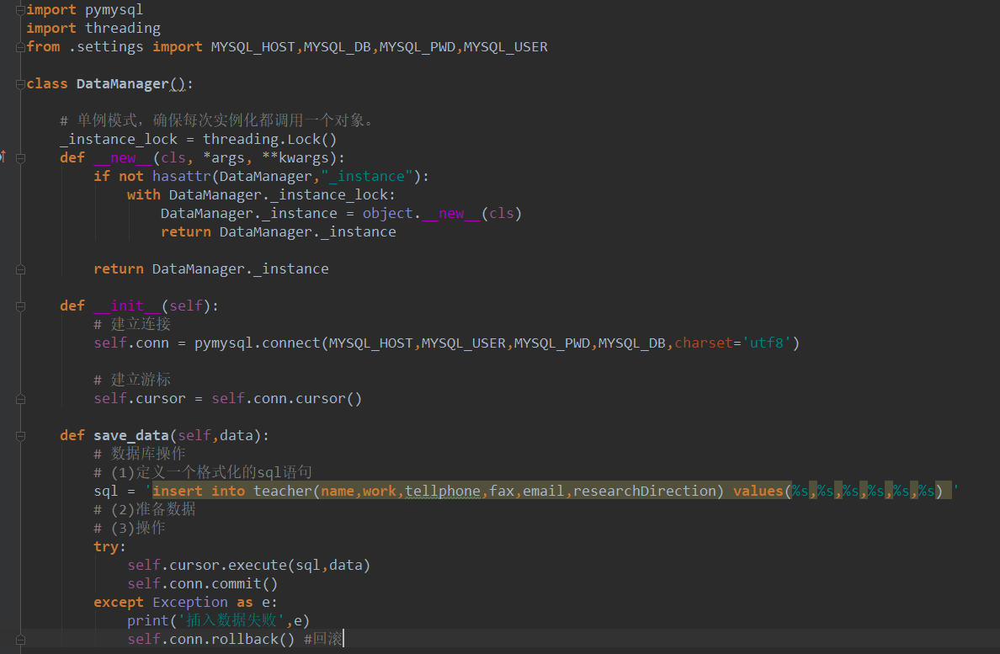 import pymysql
import threading
from .settings import MYSQL_HOST,MYSQL_DB,MYSQL_PWD,MYSQL_USER
class DataManager():
# 单例模式，确保每次实例化都调用一个对象。
_instance_lock = threading.Lock()
def __new__(cls, *args, **kwargs):
if not hasattr(DataManager,"_instance"):
with DataManager._instance_lock:
DataManager._instance = object.__new__(cls)
return DataManager._instance
return DataManager._instance
def __init__(self):
# 建立连接
self.conn = pymysql.connect(MYSQL_HOST,MYSQL_USER,MYSQL_PWD,MYSQL_DB,charset='utf8')
# 建立游标
self.cursor = self.conn.cursor()
def save_data(self,data):
# 数据库操作
# (1)定义一个格式化的sql语句
sql = 'insert into teacher(name,work,tellphone,fax,email,researchDirection) values(%s,%s,%s,%s,%s,%s) '
# (2)准备数据
# (3)操作
try:
self.cursor.execute(sql,data)
self.conn.commit()
except Exception as e:
print('插入数据失败',e)
self.conn.rollback() #回滚